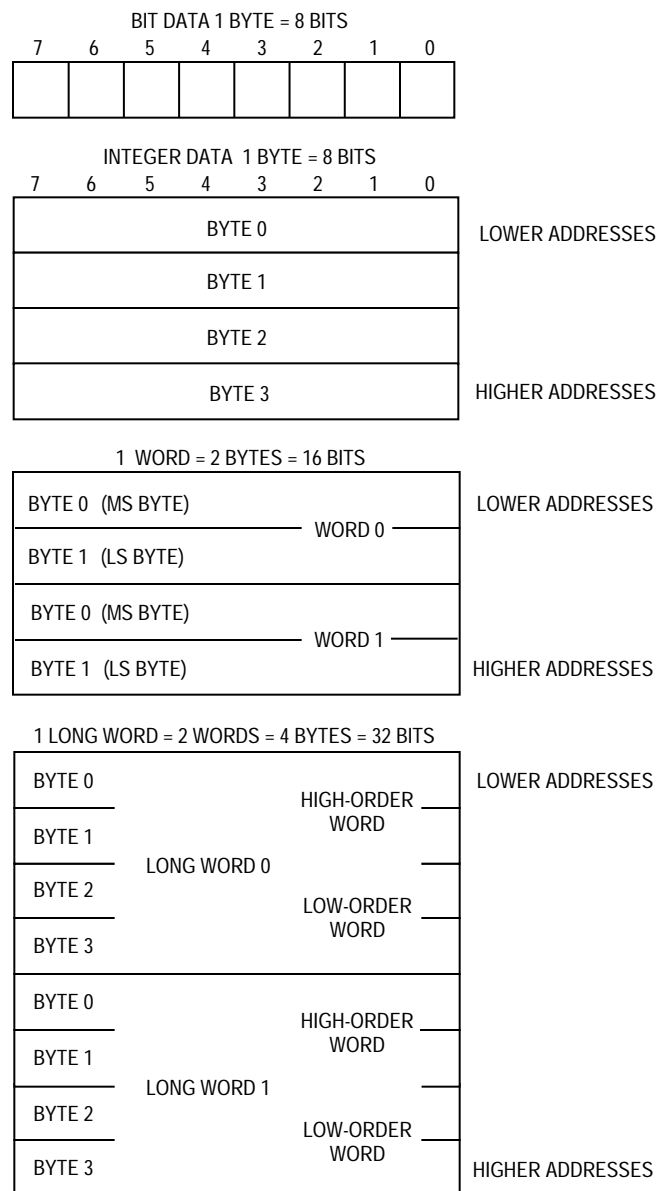 BIT DATA 1 BYTE = 8 BITS
7 6 5 4 3 2 1 0
INTEGER DATA 1 BYTE = 8 BITS
7 6 5 4 3 2 1 0
BYTE 0 LOWER ADDRESSES
BYTE 1
BYTE 2
BYTE 3 HIGHER ADDRESSES
1 WORD = 2 BYTES = 16 BITS
BYTE 0 (MS BYTE) LOWER ADDRESSES
WORD 0
BYTE 1 (LS BYTE)
BYTE 0 (MS BYTE)
WORD 1
BYTE 1 (LS BYTE) HIGHER ADDRESSES
1 LONG WORD = 2 WORDS = 4 BYTES = 32 BITS
BYTE 0 LOWER ADDRESSES
HIGH-ORDER
WORD
BYTE 1
LONG WORD 0
BYTE 2
LOW-ORDER
WORD
BYTE 3
BYTE 0
HIGH-ORDER
WORD
BYTE 1
LONG WORD 1
BYTE 2
LOW-ORDER
WORD
BYTE 3 HIGHER ADDRESSES